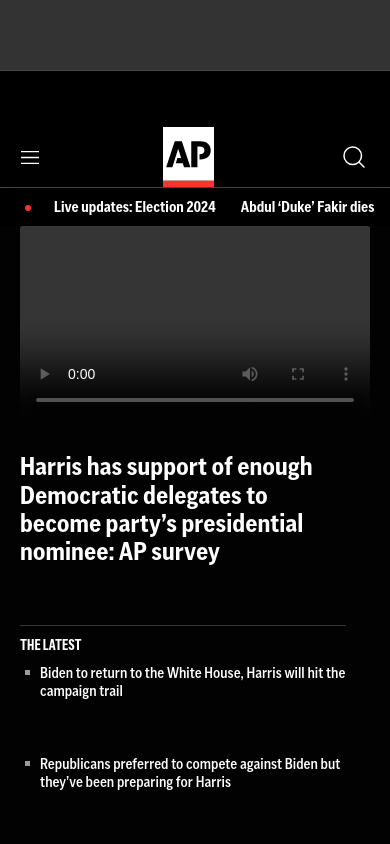 AP
Live updates: Election 2024 Abdul ‘Duke’ Fakir dies
0:00
Harris has support of enough
Democratic delegates to
become party’s presidential
nominee: AP survey
THE LATEST
Biden to return to the White House, Harris will hit the
campaign trail
Republicans preferred to compete against Biden but
they’ve been preparing for Harris